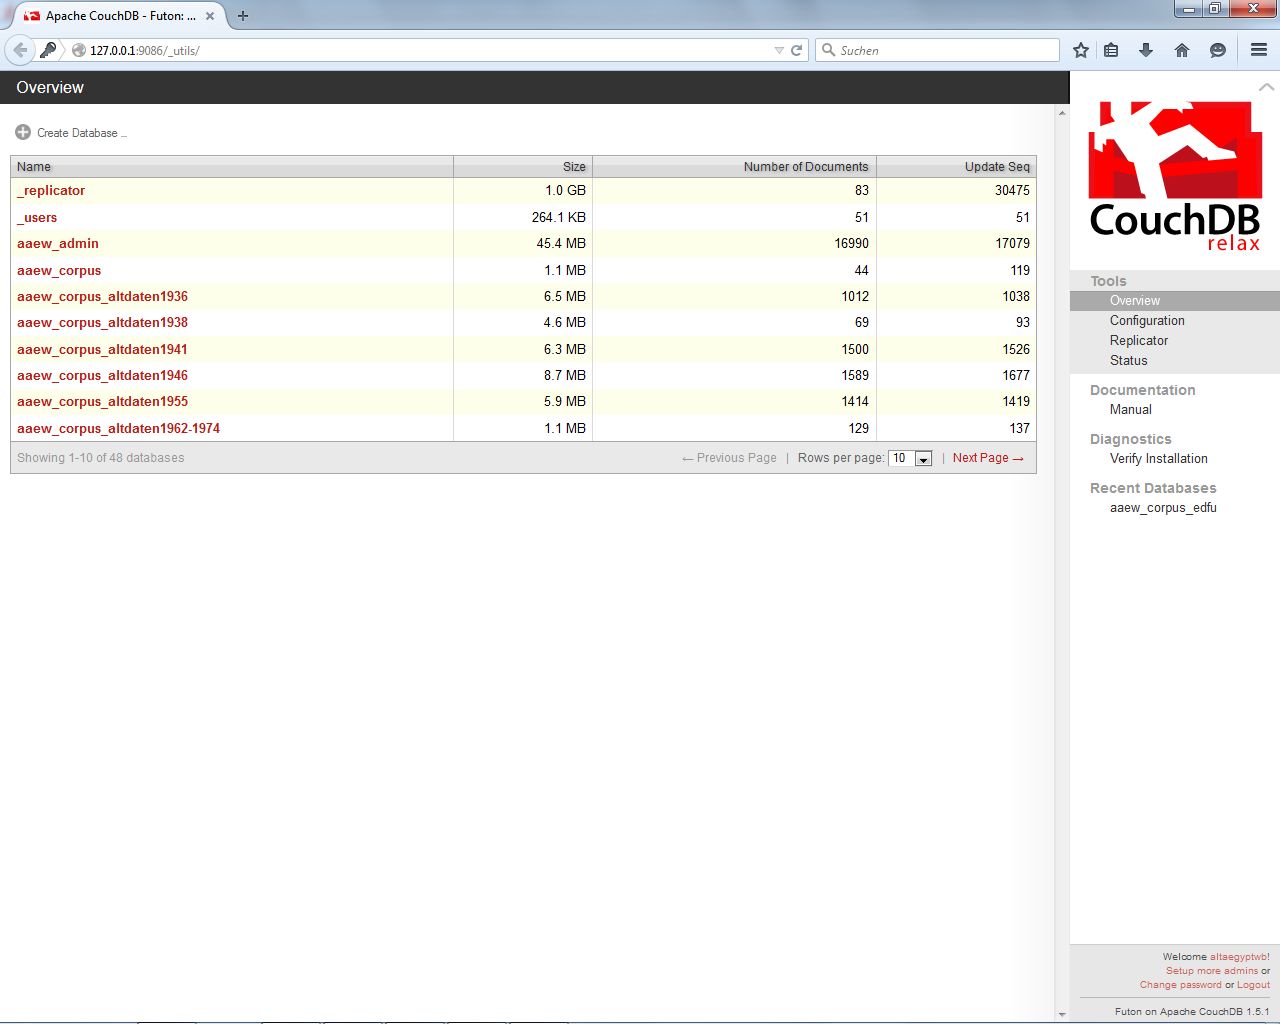 Apache CouchDB - Futon: ...
127.0.0.1:9086/_utils/
Suchen
Overview
Create Database ...
Name Size Number of Documents Update Seq
_replicator 1.0 GB 83 30475
_users 264.1 KB 51 51
aaew_admin 45.4 MB 16990 17079
aaew_corpus 1.1 MB 44 119
aaew_corpus_altdaten1936 6.5 MB 1012 1038
aaew_corpus_altdaten1938 4.6 MB 69 93
aaew_corpus_altdaten1941 6.3 MB 1500 1526
aaew_corpus_altdaten1946 8.7 MB 1589 1677
aaew_corpus_altdaten1955 5.9 MB 1414 1419
aaew_corpus_altdaten1962-1974 1.1 MB 129 137
Showing 1-10 of 48 databases ← Previous Page | Rows per page: 10 | Next Page →
CouchDB
relax
Tools
Overview
Configuration
Replicator
Status
Documentation
Manual
Diagnostics
Verify Installation
Recent Databases
aaew_corpus_edfu
Welcome altaegyptwb!
Setup more admins or
Change password or Logout
Futon on Apache CouchDB 1.5.1